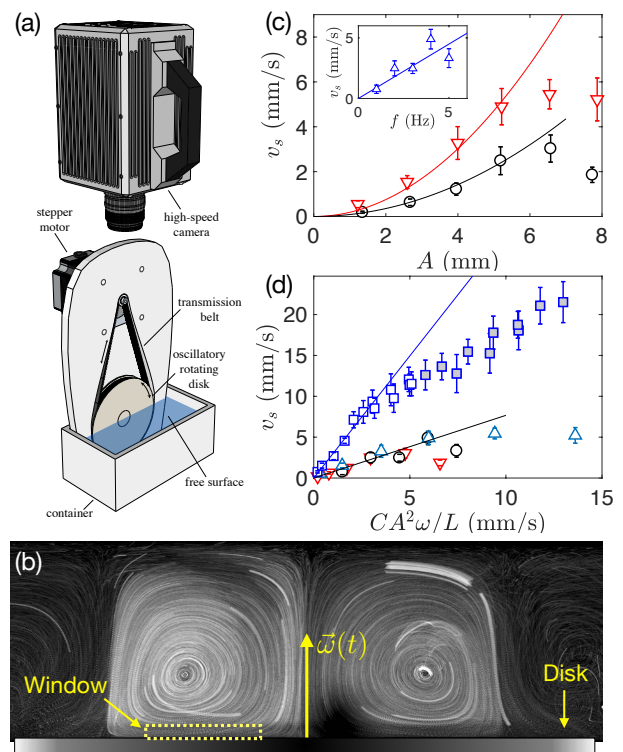 (a)
stepper
motor
high-speed
camera
transmission
belt
oscillatory
rotating
disk
free surface
container
(c)
8
6
4
2
0
v_s (mm/s)
0 2 4 6 8
A (mm)
5
0
v_s (mm/s)
0 5
f (Hz)
(d)
20
15
10
5
0
v_s (mm/s)
0 5 10 15
CA²ω/L (mm/s)
(b)
ω⃗(t)
Window
Disk